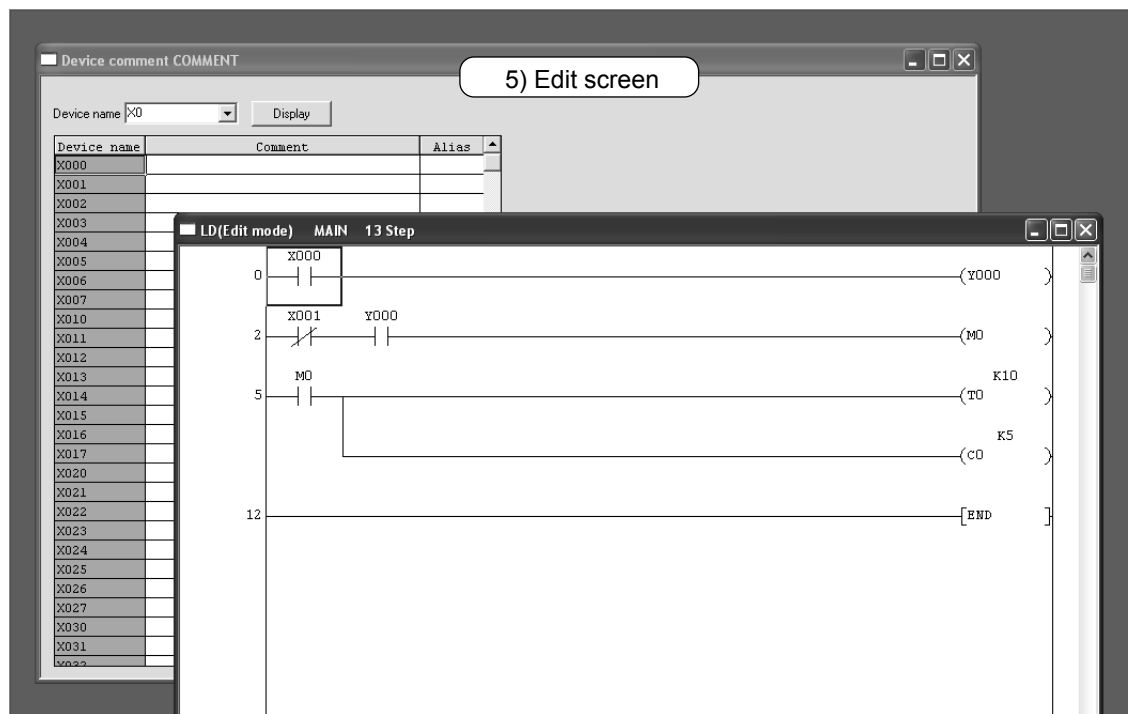 Device comment COMMENT
5) Edit screen
Device name X0 Display
Device name Comment Alias
X000
X001
X002
X003
X004
X005
X006
X007
X010
X011
X012
X013
X014
X015
X016
X017
X020
X021
X022
X023
X024
X025
X026
X027
X030
X031
X032
LD(Edit mode) MAIN 13 Step
X000
0 (Y000 )
X001 Y000
2 (M0 )
M0 K10
5 (T0 )
K5
(C0 )
12 [END ]